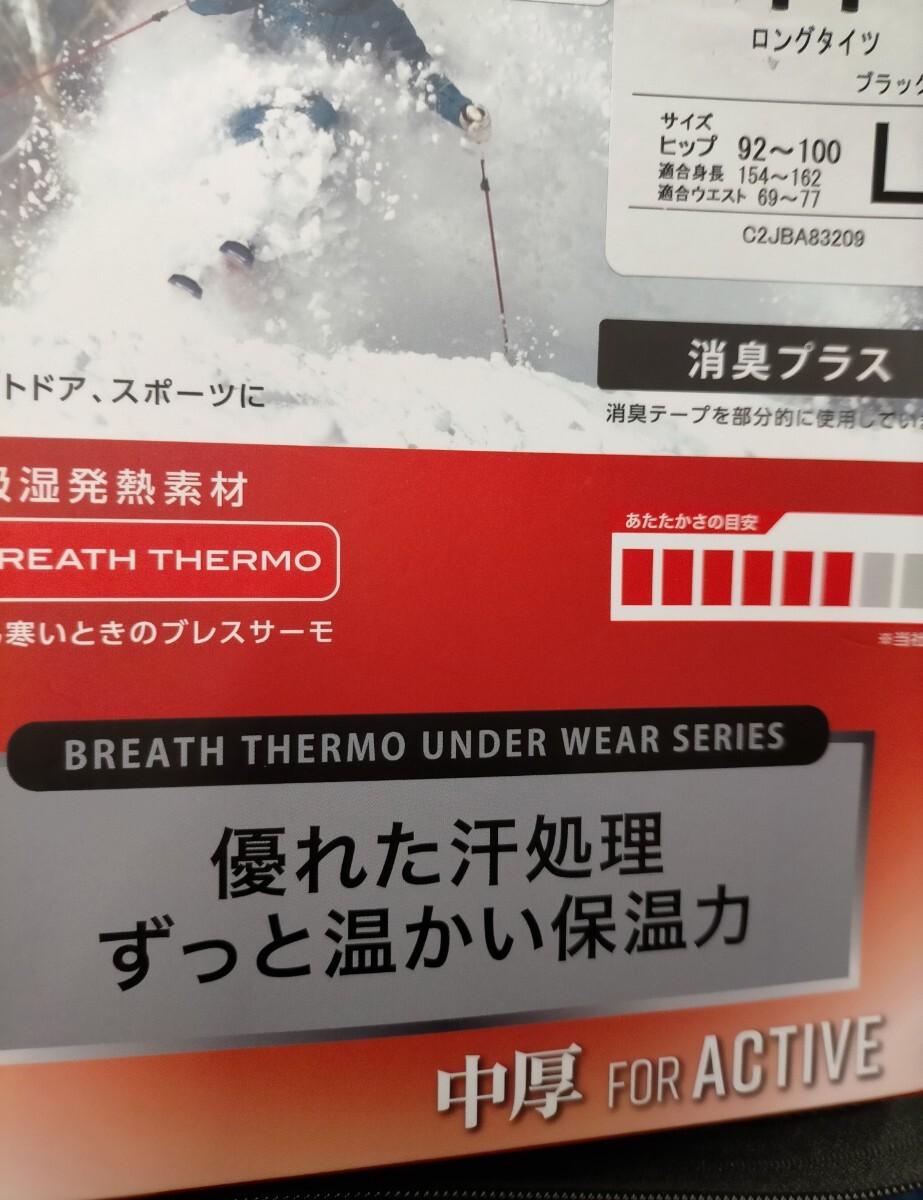 ロングタイツ
ブラック
サイズ
ヒップ 92〜100
適合身長 154〜162
適合ウエスト 69〜77
L
C2JBA83209
消臭プラス
消臭テープを部分的に使用してい
トドア、スポーツに
吸湿発熱素材
BREATH THERMO
寒いときのブレスサーモ
あたたかさの目安
BREATH THERMO UNDER WEAR SERIES
優れた汗処理
ずっと温かい保温力
中厚 FOR ACTIVE